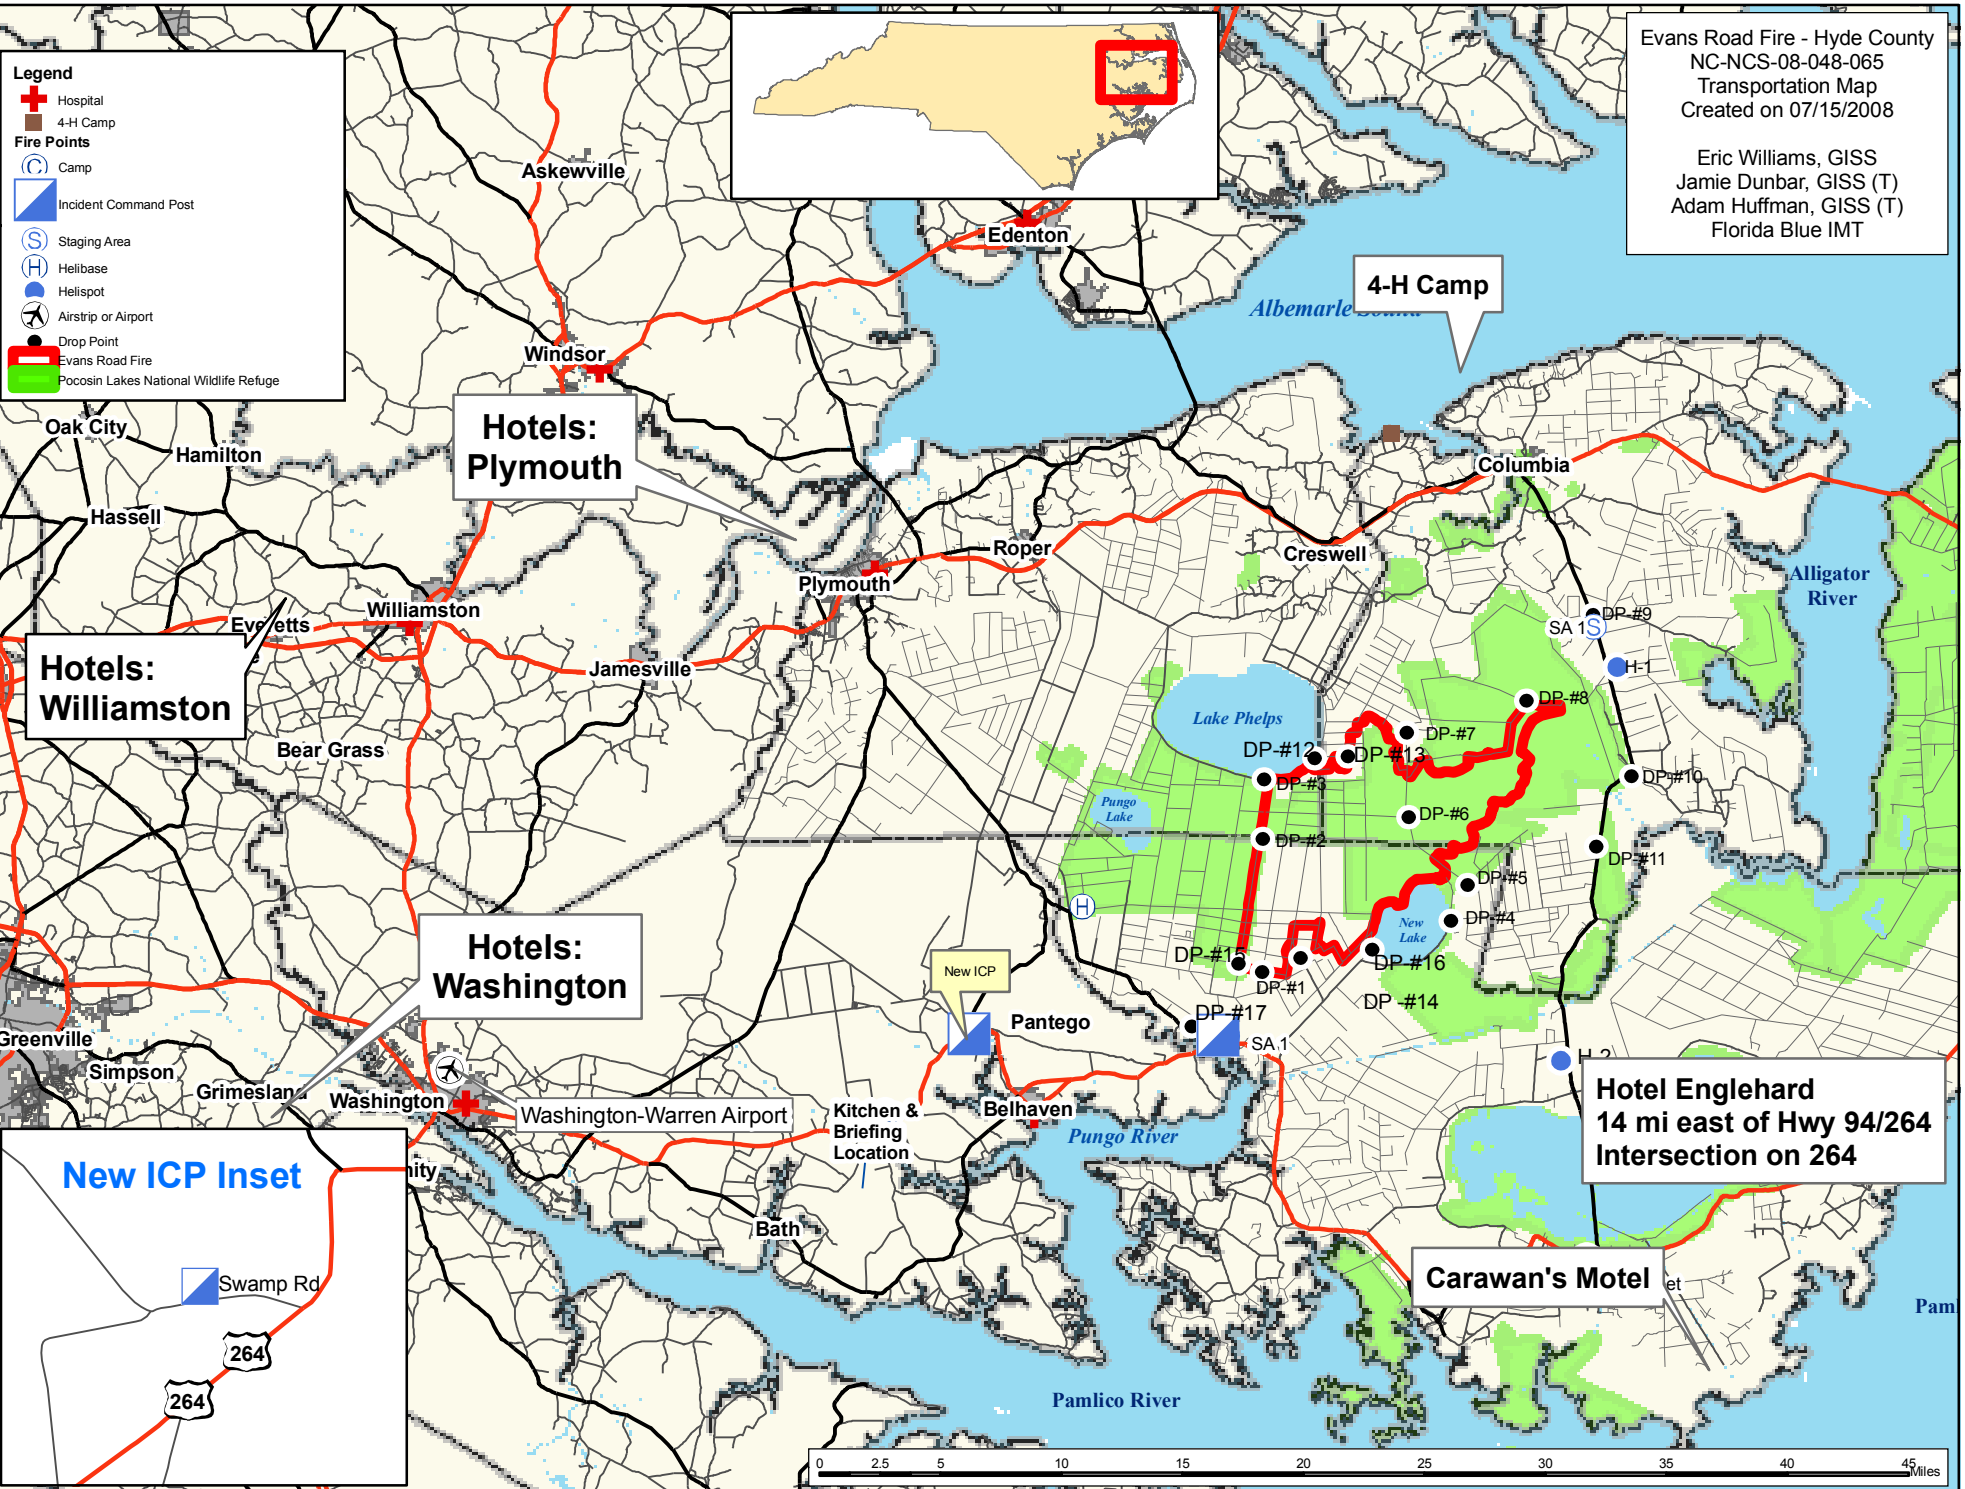 Legend
Hospital
4-H Camp
Fire Points
C Camp
Incident Command Post
S Staging Area
H Helibase
Helispot
Airstrip or Airport
Drop Point
Evans Road Fire
Pocosin Lakes National Wildlife Refuge
Evans Road Fire - Hyde County
NC-NCS-08-048-065
Transportation Map
Created on 07/15/2008
Eric Williams, GISS
Jamie Dunbar, GISS (T)
Adam Huffman, GISS (T)
Florida Blue IMT
Askewville
Edenton
4-H Camp
Albemarle Sound
Windsor
Hotels:
Plymouth
Oak City
Hamilton
Hassell
Columbia
Roper
Creswell
Plymouth
Alligator
River
Williamston
Everetts
Hotels:
Williamston
Jamesville
Bear Grass
DP-#9
SA 1
S
H-1
DP-#8
Lake Phelps
DP-#7
DP-#12
DP-#13
DP-#3
DP-#10
Pungo
Lake
DP-#6
DP-#2
DP-#11
DP-#5
H
DP-#4
New
Lake
Hotels:
Washington
DP-#15
DP-#16
DP-#1
DP-#14
New ICP
DP-#17
Pantego
SA 1
H-2
Greenville
Simpson
Grimesland
Washington
Washington-Warren Airport
Kitchen &
Briefing
Location
Belhaven
Pungo River
Hotel Englehard
14 mi east of Hwy 94/264
Intersection on 264
New ICP Inset
nity
Bath
Swamp Rd
264
264
Carawan's Motel
et
Paml
Pamlico River
0 2.5 5 10 15 20 25 30 35 40 45
Miles